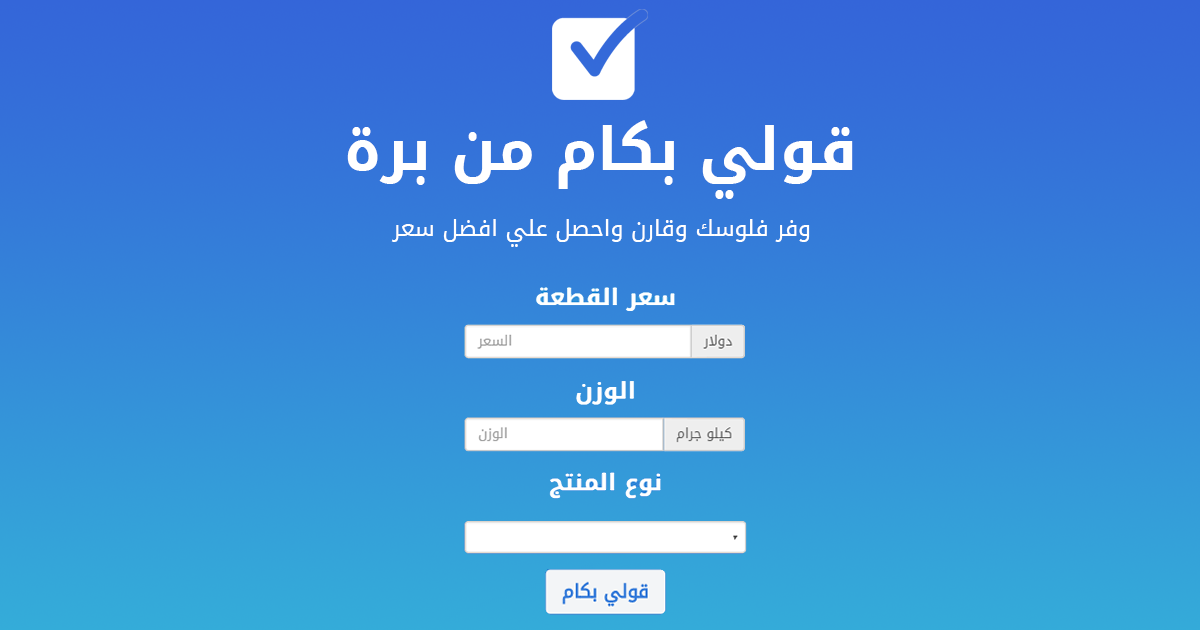 قولي بكام من برة
وفر فلوسك وقارن واحصل علي افضل سعر
سعر القطعة
دولار السعر
الوزن
كيلو جرام الوزن
نوع المنتج
قولي بكام